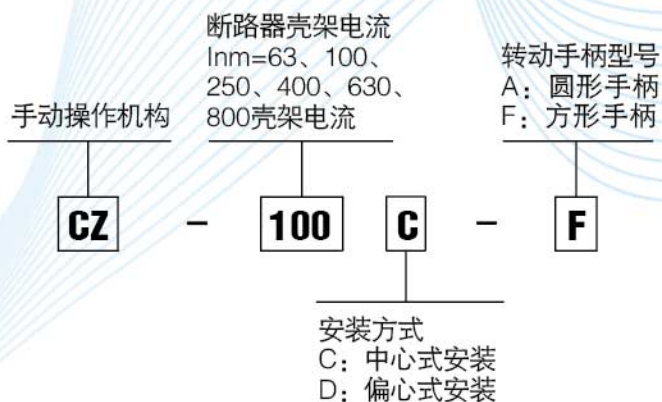 断路器壳架电流
Inm=63、100、
250、400、630、
800壳架电流
转动手柄型号
A：圆形手柄
F：方形手柄
手动操作机构
CZ – 100 C – F
安装方式
C：中心式安装
D：偏心式安装